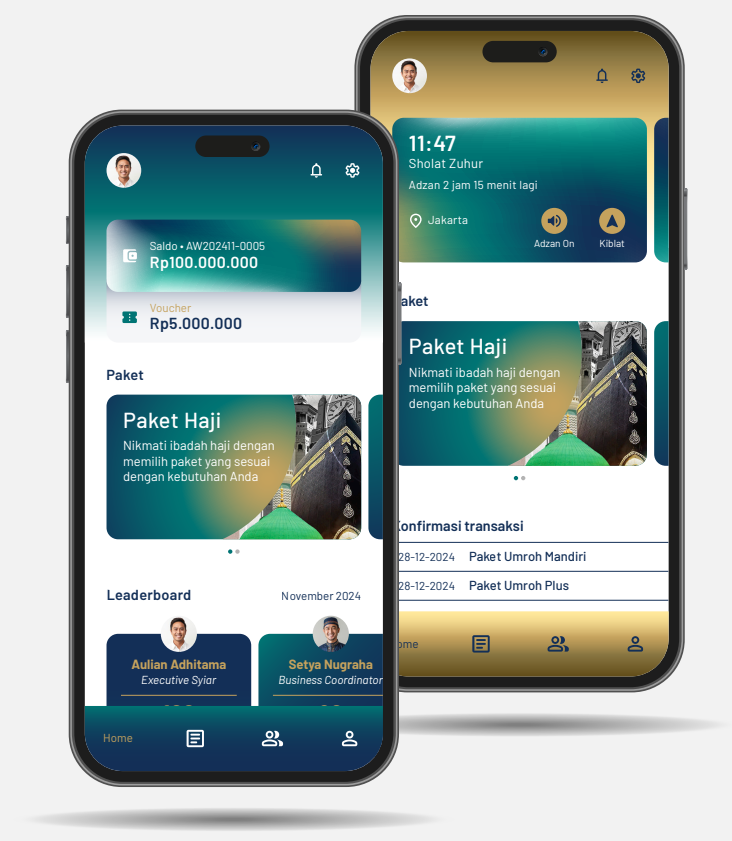 Saldo • AW202411-0005
Rp100.000.000
Voucher
Rp5.000.000
Paket
Paket Haji
Nikmati ibadah haji dengan
memilih paket yang sesuai
dengan kebutuhan Anda
Leaderboard
November 2024
Aulian Adhitama
Executive Syiar
Setya Nugraha
Business Coordinator
Home
11:47
Sholat Zuhur
Adzan 2 jam 15 menit lagi
Jakarta
Adzan On
Kiblat
aket
Paket Haji
Nikmati ibadah haji dengan
memilih paket yang sesuai
dengan kebutuhan Anda
Konfirmasi transaksi
28-12-2024 Paket Umroh Mandiri
28-12-2024 Paket Umroh Plus
ome